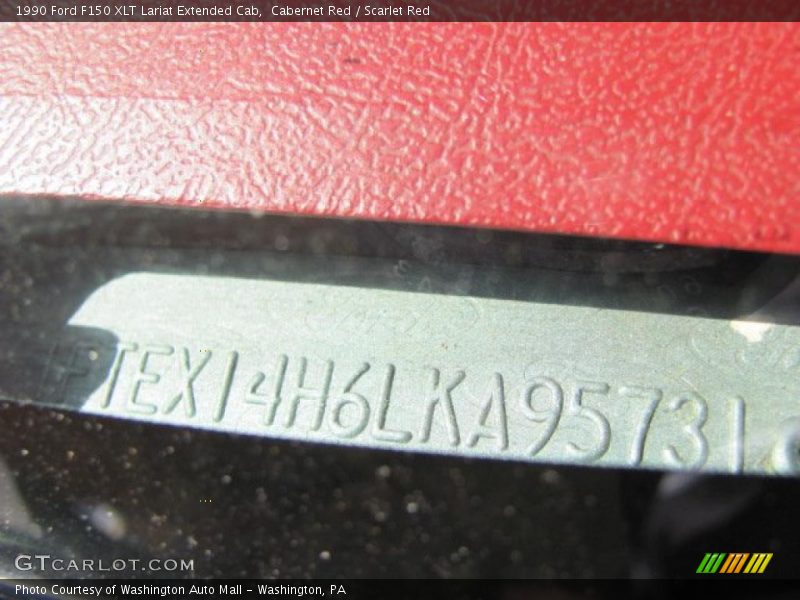 1990 Ford F150 XLT Lariat Extended Cab,  Cabernet Red / Scarlet Red
1FTEX14H6LKA95731
GTCARLOT.COM
Photo Courtesy of Washington Auto Mall - Washington, PA